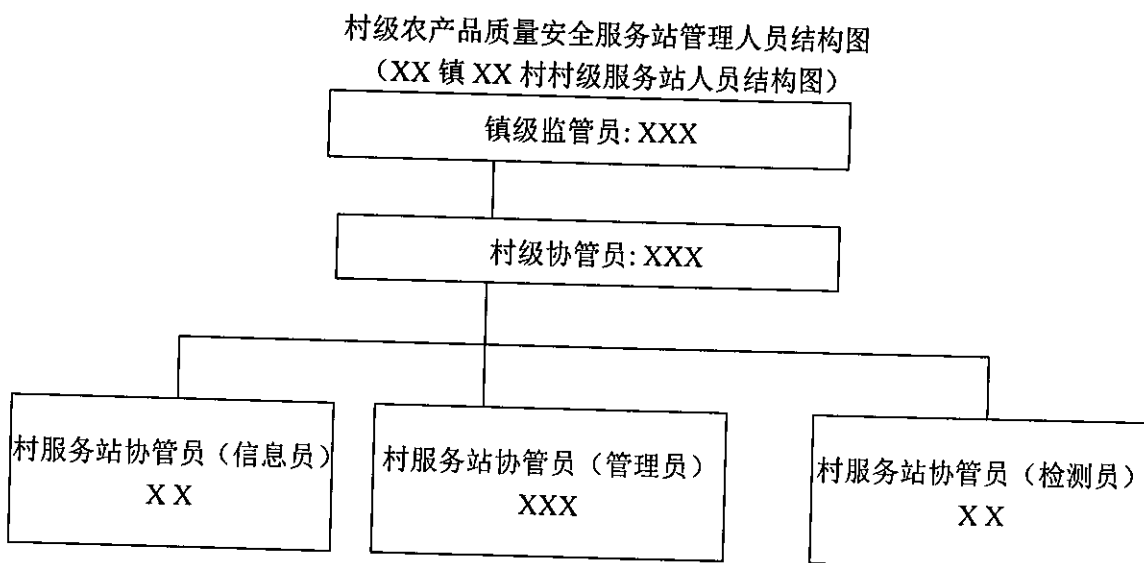 村级农产品质量安全服务站管理人员结构图
（XX 镇 XX 村村级服务站人员结构图）
镇级监管员: XXX
村级协管员: XXX
村服务站协管员（信息员）
X X
村服务站协管员（管理员）
XXX
村服务站协管员（检测员）
X X